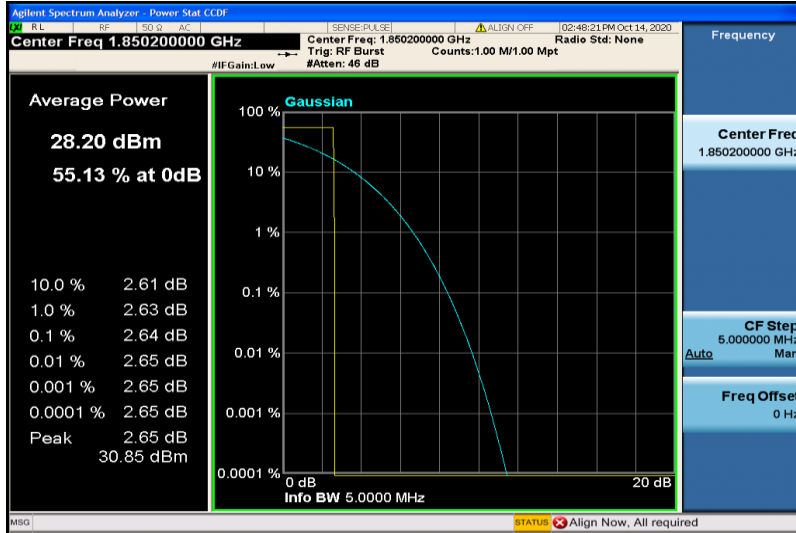 Agilent Spectrum Analyzer - Power Stat CCDF
LXI RL RF 50 Ω AC SENSE:PULSE ALIGN OFF 02:48:21 PM Oct 14, 2020
Center Freq 1.850200000 GHz
Center Freq: 1.850200000 GHz Radio Std: None
Trig: RF Burst Counts:1.00 M/1.00 Mpt
#IFGain:Low #Atten: 46 dB
Frequency
Average Power
28.20 dBm
55.13 % at 0dB
10.0 % 2.61 dB
1.0 % 2.63 dB
0.1 % 2.64 dB
0.01 % 2.65 dB
0.001 % 2.65 dB
0.0001 % 2.65 dB
Peak 2.65 dB
30.85 dBm
Gaussian
100 %
10 %
1 %
0.1 %
0.01 %
0.001 %
0.0001 %
0 dB 20 dB
Info BW 5.0000 MHz
Center Freq
1.850200000 GHz
CF Step
5.000000 MHz
Auto Man
Freq Offset
0 Hz
MSG STATUS Align Now, All required